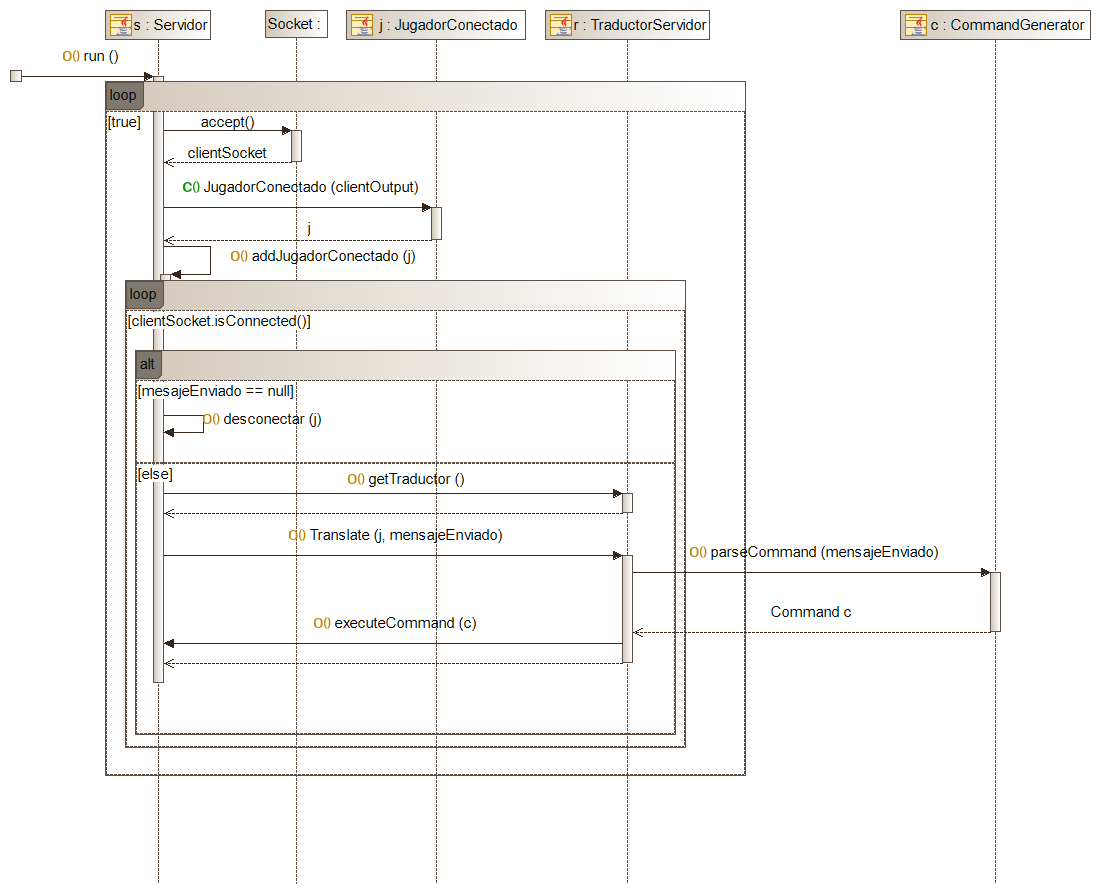 s : Servidor
Socket :
j : JugadorConectado
r : TraductorServidor
c : CommandGenerator
O() run ()
loop
[true]
accept()
clientSocket
C() JugadorConectado (clientOutput)
j
O() addJugadorConectado (j)
loop
[clientSocket.isConnected()]
alt
[mesajeEnviado == null]
O() desconectar (j)
[else]
O() getTraductor ()
O() Translate (j, mensajeEnviado)
O() parseCommand (mensajeEnviado)
Command c
O() executeCommand (c)